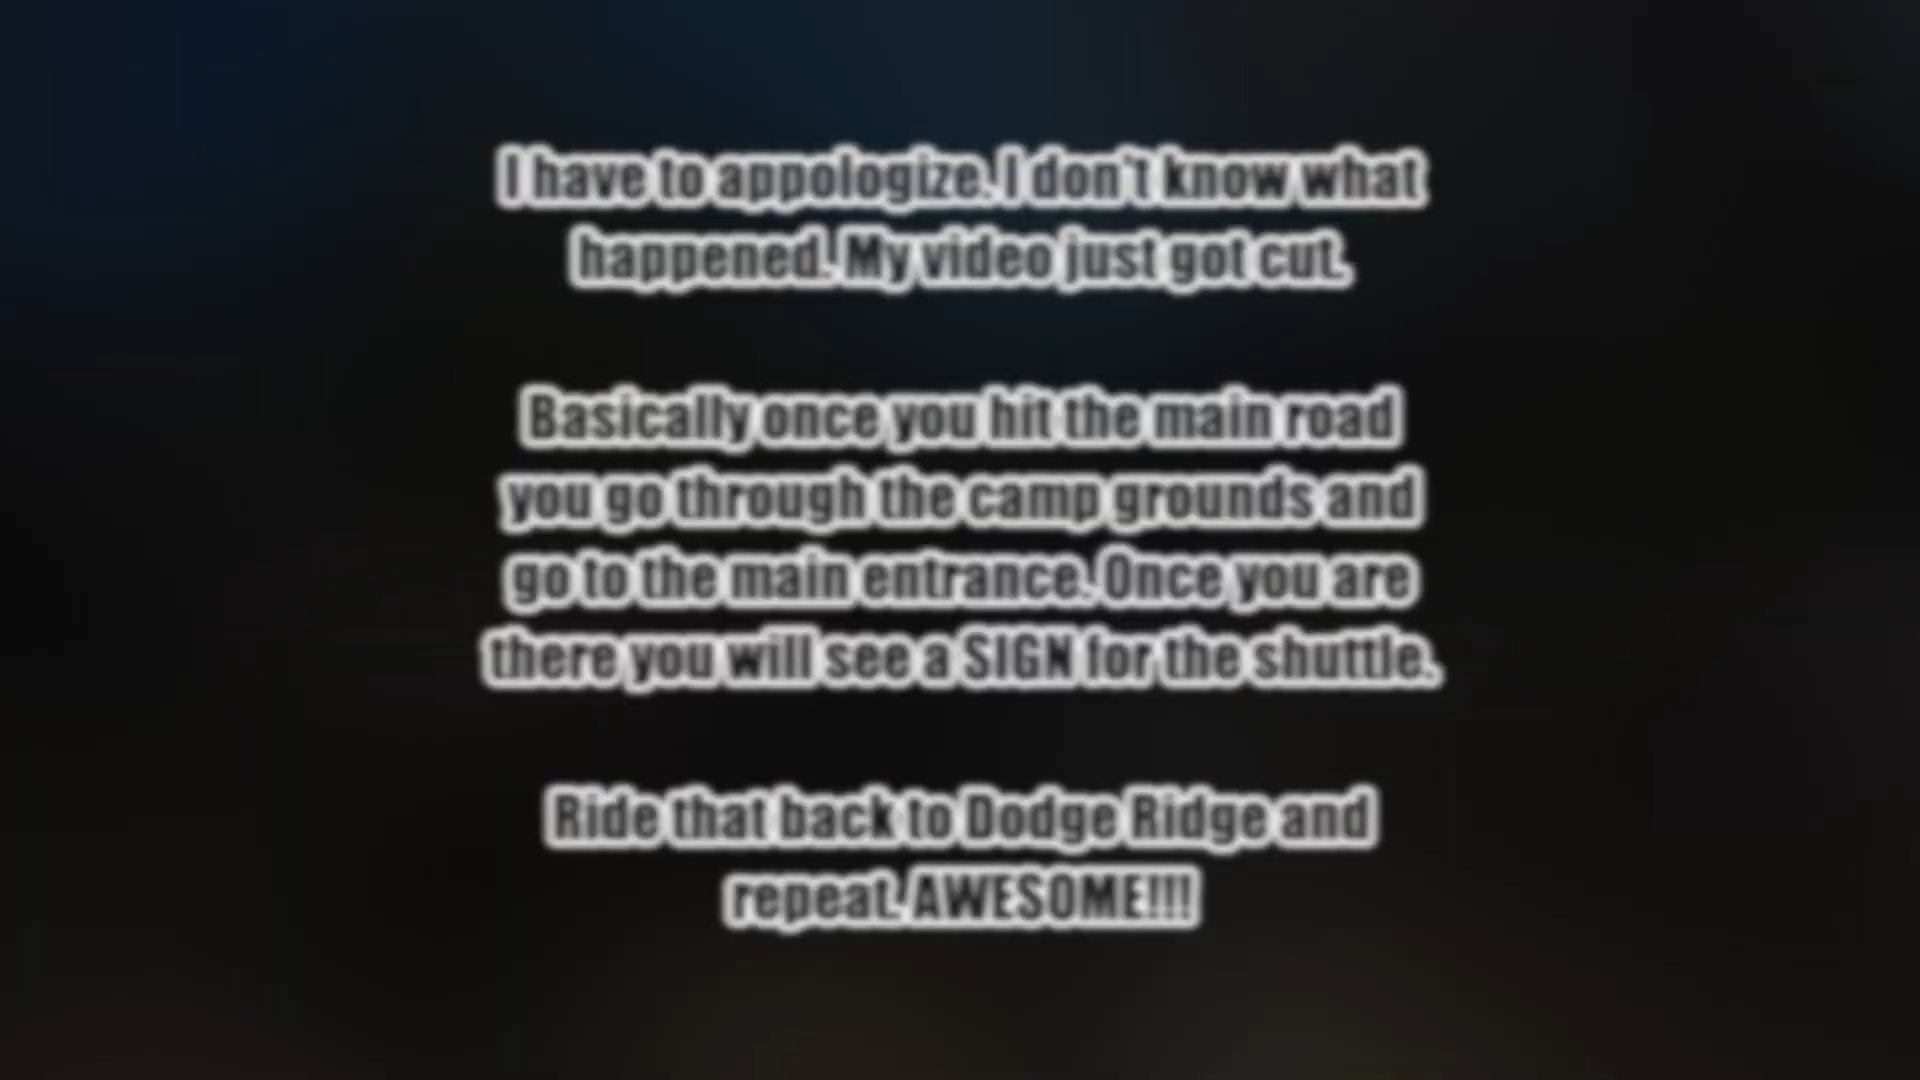 I have to appologize. I don't know what
happened. My video just got cut.
Basically once you hit the main road
you go through the camp grounds and
go to the main entrance. Once you are
there you will see a SIGN for the shuttle.
Ride that back to Dodge Ridge and
repeat. AWESOME!!!